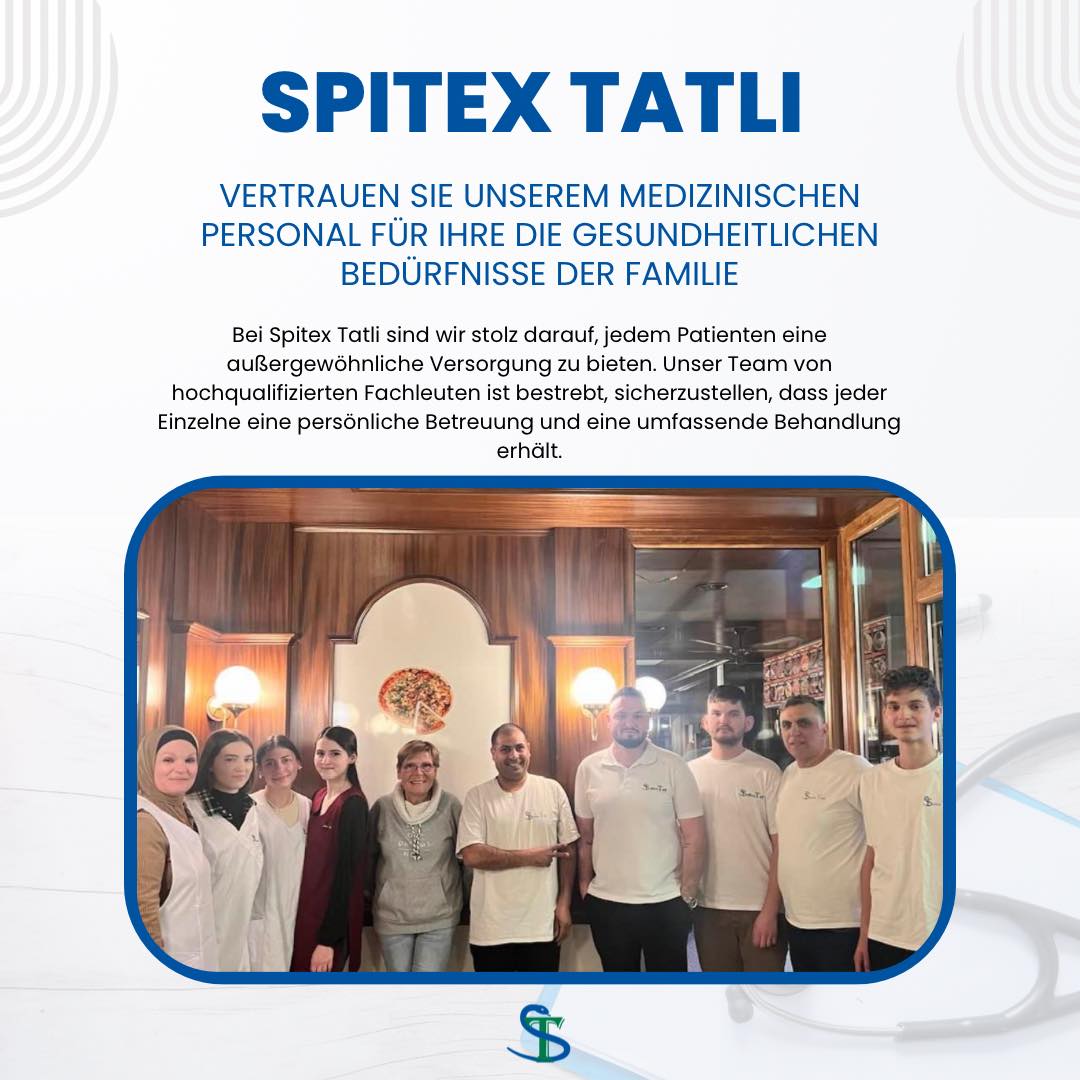 SPITEX TATLI
VERTRAUEN SIE UNSEREM MEDIZINISCHEN
PERSONAL FÜR IHRE DIE GESUNDHEITLICHEN
BEDÜRFNISSE DER FAMILIE
Bei Spitex Tatli sind wir stolz darauf, jedem Patienten eine
außergewöhnliche Versorgung zu bieten. Unser Team von
hochqualifizierten Fachleuten ist bestrebt, sicherzustellen, dass jeder
Einzelne eine persönliche Betreuung und eine umfassende Behandlung
erhält.
ST